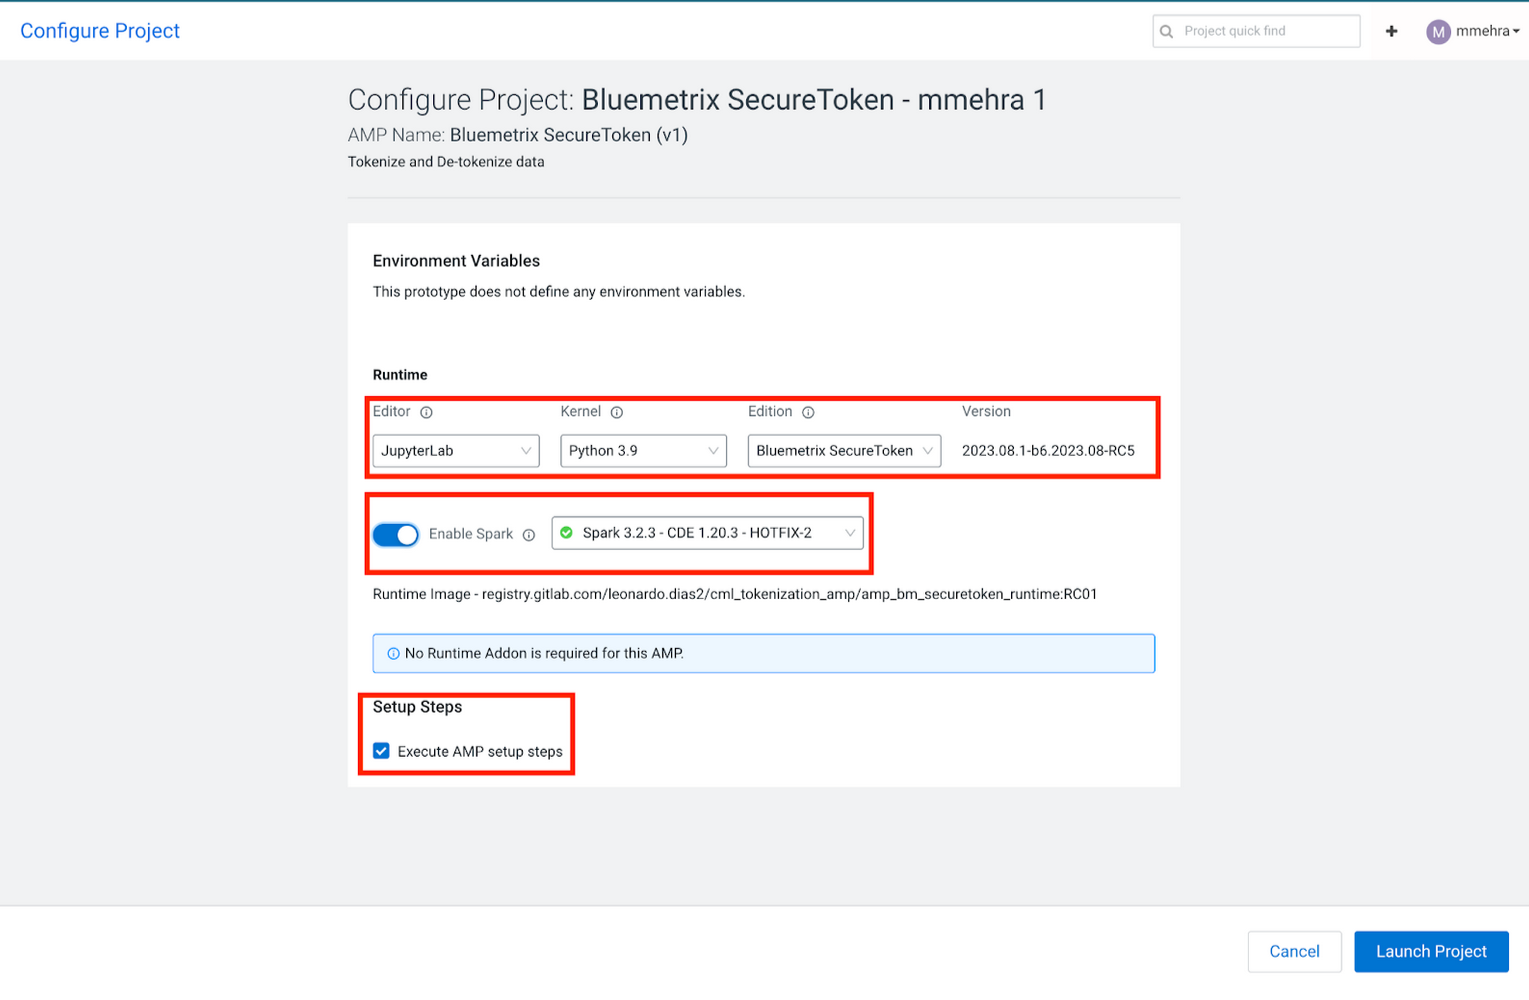 Configure Project
Project quick find
+
M mmehra
Configure Project: Bluemetrix SecureToken - mmehra 1
AMP Name: Bluemetrix SecureToken (v1)
Tokenize and De-tokenize data
Environment Variables
This prototype does not define any environment variables.
Runtime
Editor Kernel Edition Version
JupyterLab Python 3.9 Bluemetrix SecureToken 2023.08.1-b6.2023.08-RC5
Enable Spark Spark 3.2.3 - CDE 1.20.3 - HOTFIX-2
Runtime Image - registry.gitlab.com/leonardo.dias2/cml_tokenization_amp/amp_bm_securetoken_runtime:RC01
No Runtime Addon is required for this AMP.
Setup Steps
Execute AMP setup steps
Cancel Launch Project